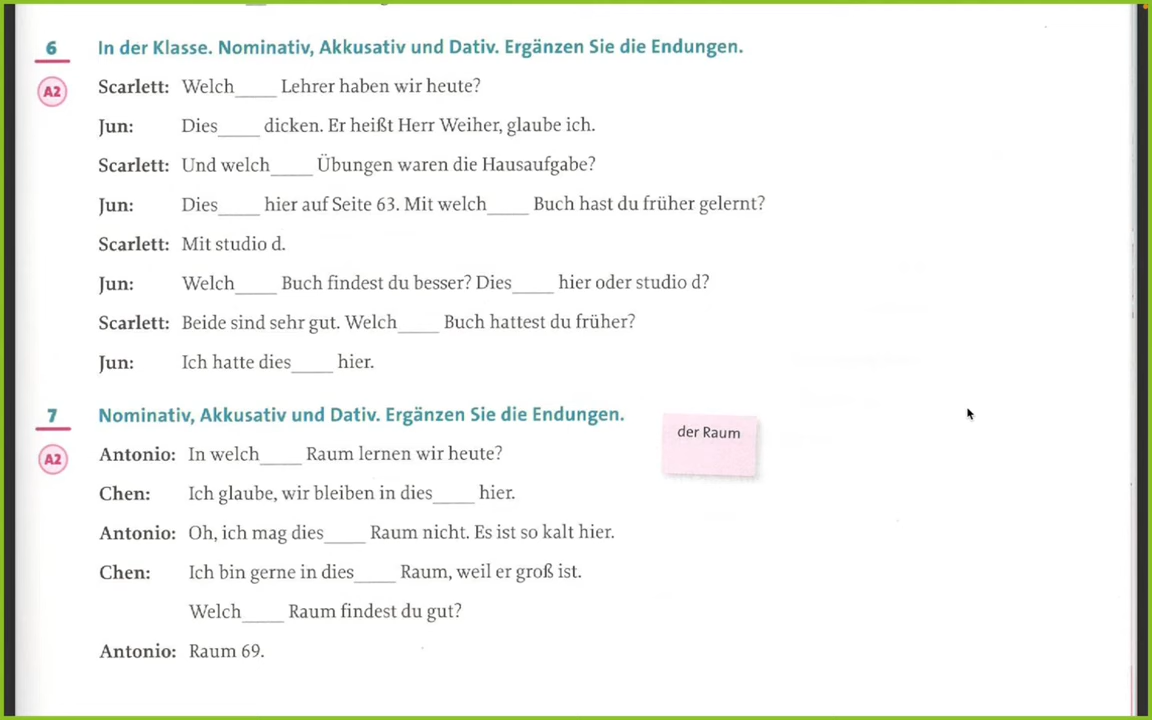 6 In der Klasse. Nominativ, Akkusativ und Dativ. Ergänzen Sie die Endungen.
A2 Scarlett: Welch____ Lehrer haben wir heute?
Jun: Dies____ dicken. Er heißt Herr Weiher, glaube ich.
Scarlett: Und welch____ Übungen waren die Hausaufgabe?
Jun: Dies____ hier auf Seite 63. Mit welch____ Buch hast du früher gelernt?
Scarlett: Mit studio d.
Jun: Welch____ Buch findest du besser? Dies____ hier oder studio d?
Scarlett: Beide sind sehr gut. Welch____ Buch hattest du früher?
Jun: Ich hatte dies____ hier.
7 Nominativ, Akkusativ und Dativ. Ergänzen Sie die Endungen.
der Raum
A2 Antonio: In welch____ Raum lernen wir heute?
Chen: Ich glaube, wir bleiben in dies____ hier.
Antonio: Oh, ich mag dies____ Raum nicht. Es ist so kalt hier.
Chen: Ich bin gerne in dies____ Raum, weil er groß ist.
Welch____ Raum findest du gut?
Antonio: Raum 69.